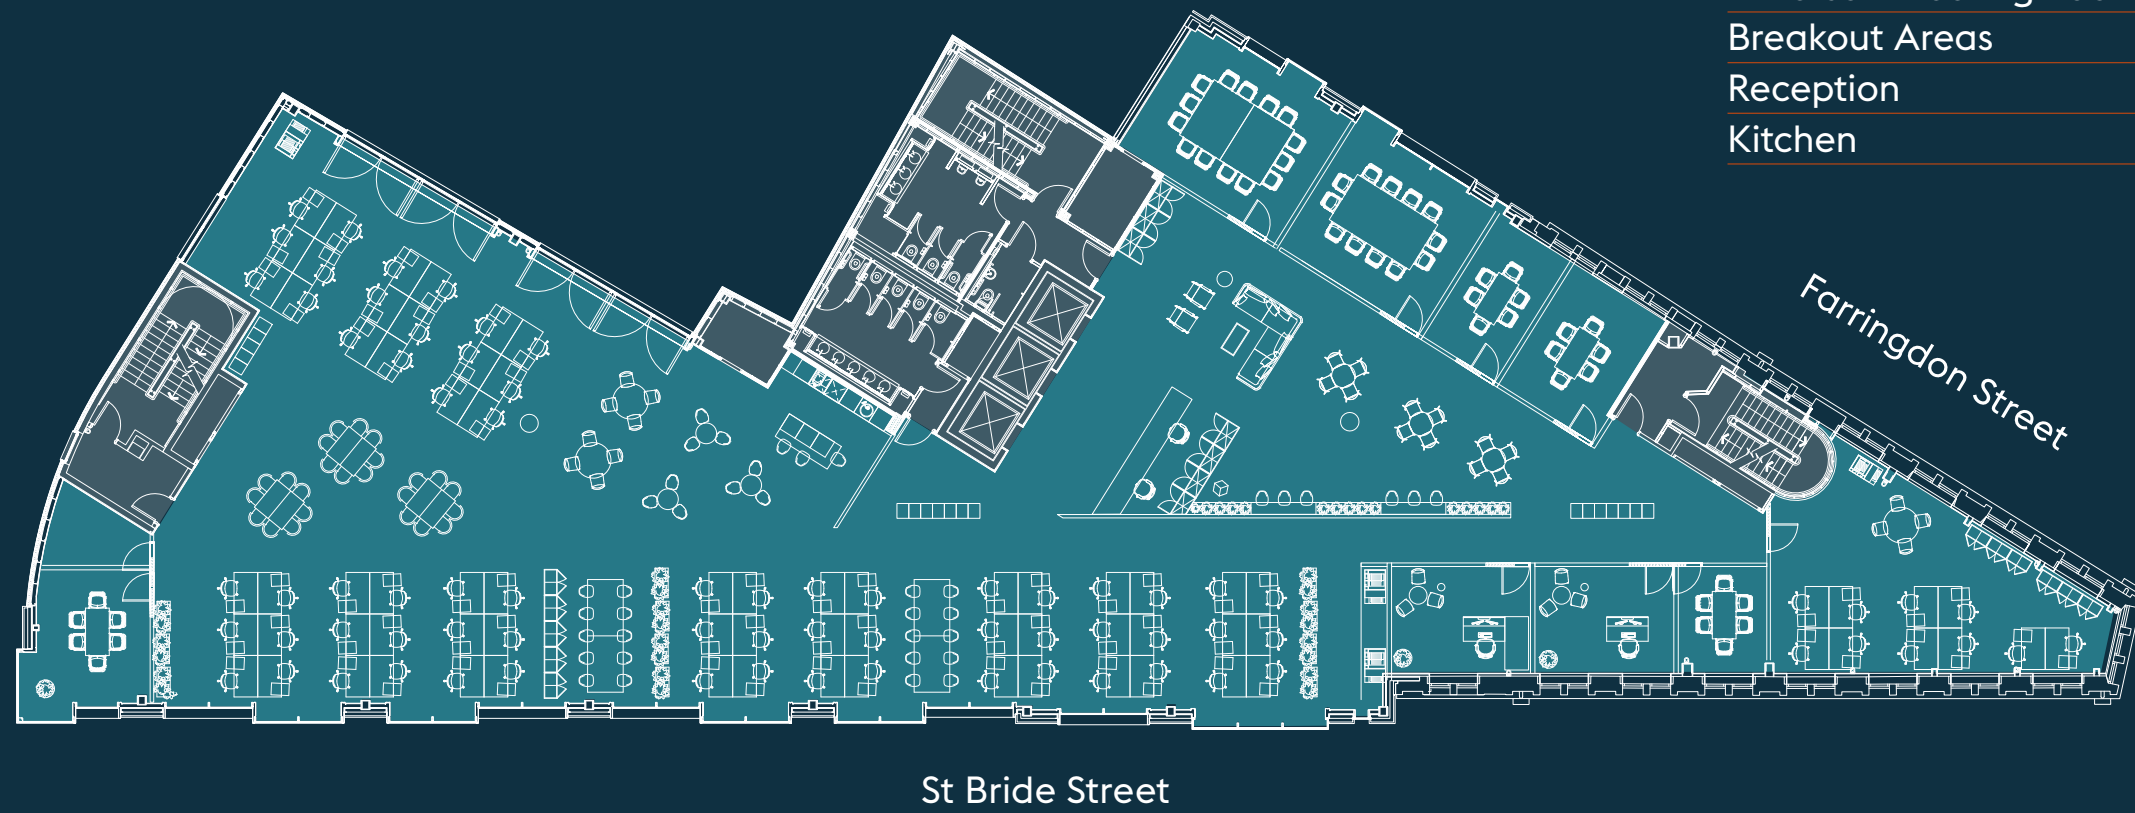 Breakout Areas
Reception
Kitchen
Farringdon Street
St Bride Street